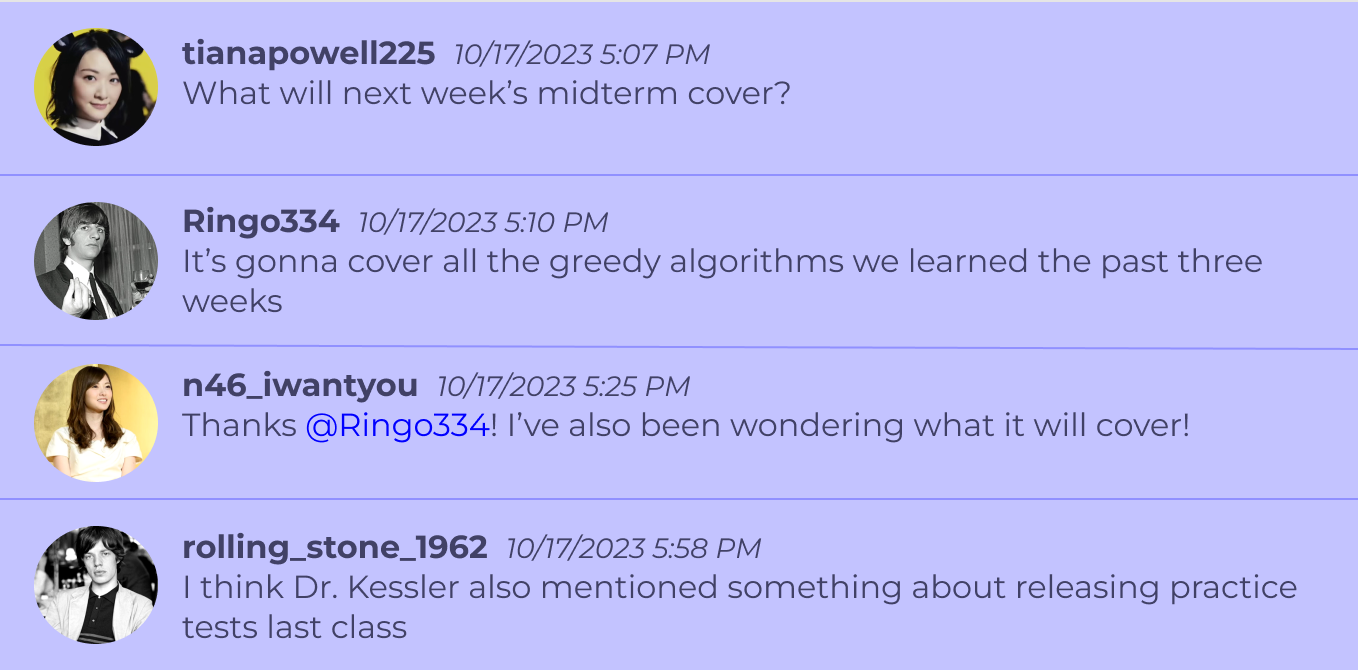 tianapowell225 10/17/2023 5:07 PM
What will next week’s midterm cover?
Ringo334 10/17/2023 5:10 PM
It’s gonna cover all the greedy algorithms we learned the past three
weeks
n46_iwantyou 10/17/2023 5:25 PM
Thanks @Ringo334! I’ve also been wondering what it will cover!
rolling_stone_1962 10/17/2023 5:58 PM
I think Dr. Kessler also mentioned something about releasing practice
tests last class